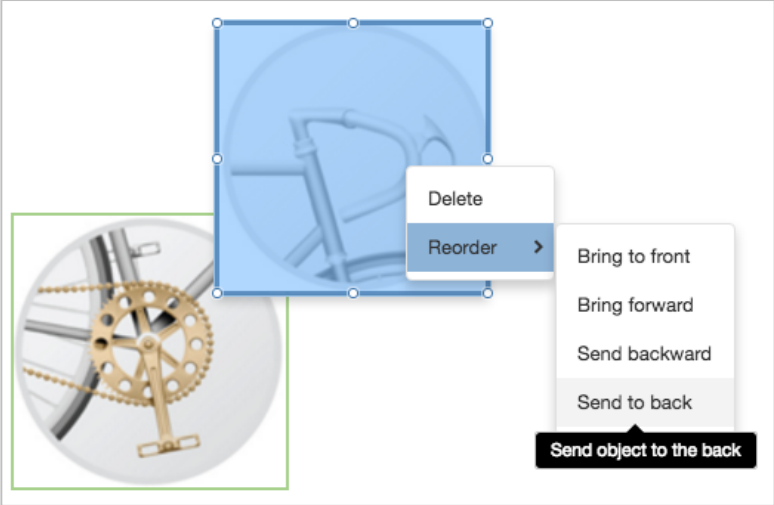 Delete
Reorder
Bring to front
Bring forward
Send backward
Send to back
Send object to the back